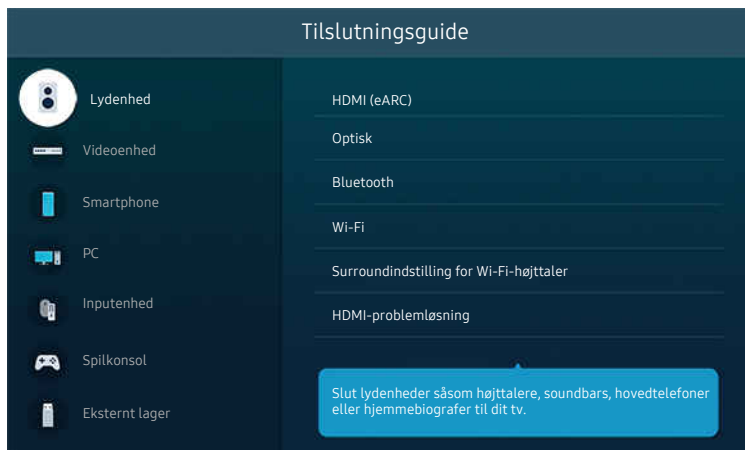 Tilslutningsguide
Lydenhed
Videoenhed
Smartphone
PC
Inputenhed
Spilkonsol
Eksternt lager
HDMI (eARC)
Optisk
Bluetooth
Wi-Fi
Surroundindstilling for Wi-Fi-højttaler
HDMI-problemløsning
Slut lydenheder såsom højttalere, soundbars, hovedtelefoner
eller hjemmebiografer til dit tv.